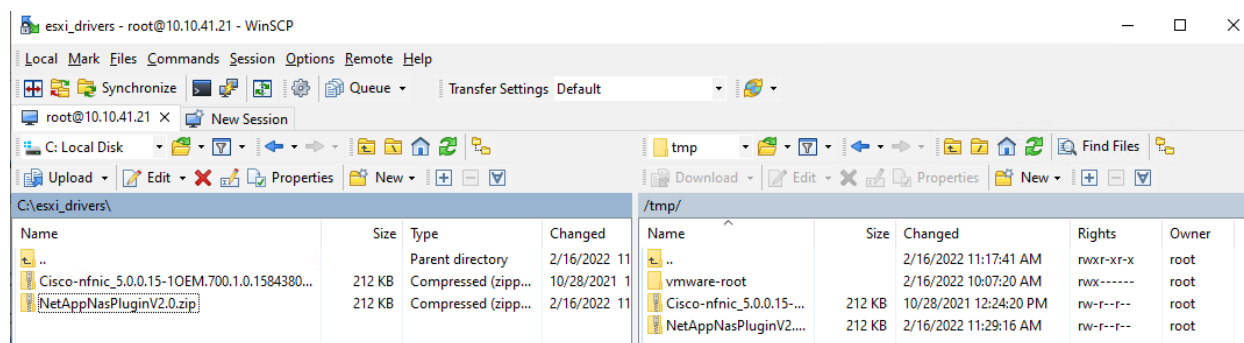 esxi_drivers - root@10.10.41.21 - WinSCP
Local Mark Files Commands Session Options Remote Help
Synchronize Queue Transfer Settings Default
root@10.10.41.21 New Session
C: Local Disk tmp Find Files
Upload Edit Properties New Download Edit Properties New
C:\esxi_drivers\ /tmp/
Name Size Type Changed Name Size Changed Rights Owner
.. Parent directory 2/16/2022 11 .. 2/16/2022 11:17:41 AM rwxr-xr-x root
Cisco-nfnic_5.0.0.15-1OEM.700.1.0.1584380... 212 KB Compressed (zipp... 10/28/2021 1 vmware-root 2/16/2022 10:07:20 AM rwx------ root
NetAppNasPluginV2.0.zip 212 KB Compressed (zipp... 2/16/2022 11 Cisco-nfnic_5.0.0.15-... 212 KB 10/28/2021 12:24:20 PM rw-r--r-- root
NetAppNasPluginV2.... 212 KB 2/16/2022 11:29:16 AM rw-r--r-- root